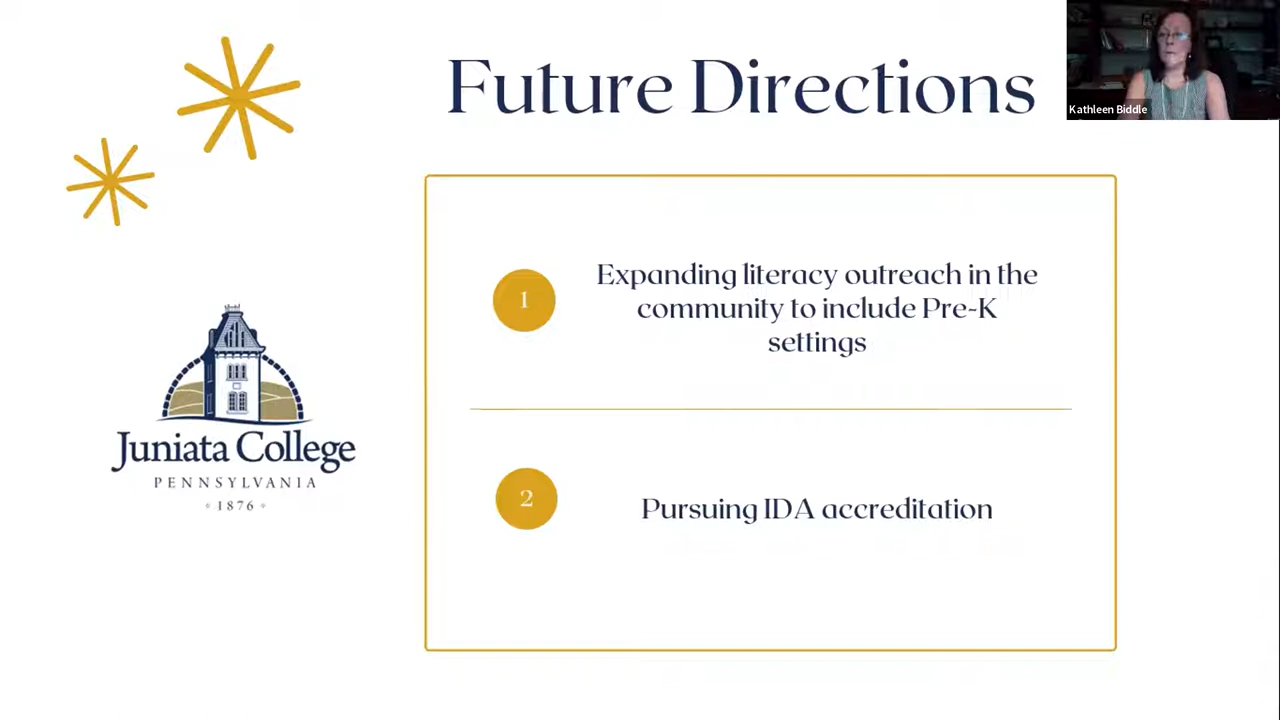 Future Directions
Kathleen Biddle
1
Expanding literacy outreach in the
community to include Pre-K
settings
Juniata College
PENNSYLVANIA
1876
2
Pursuing IDA accreditation